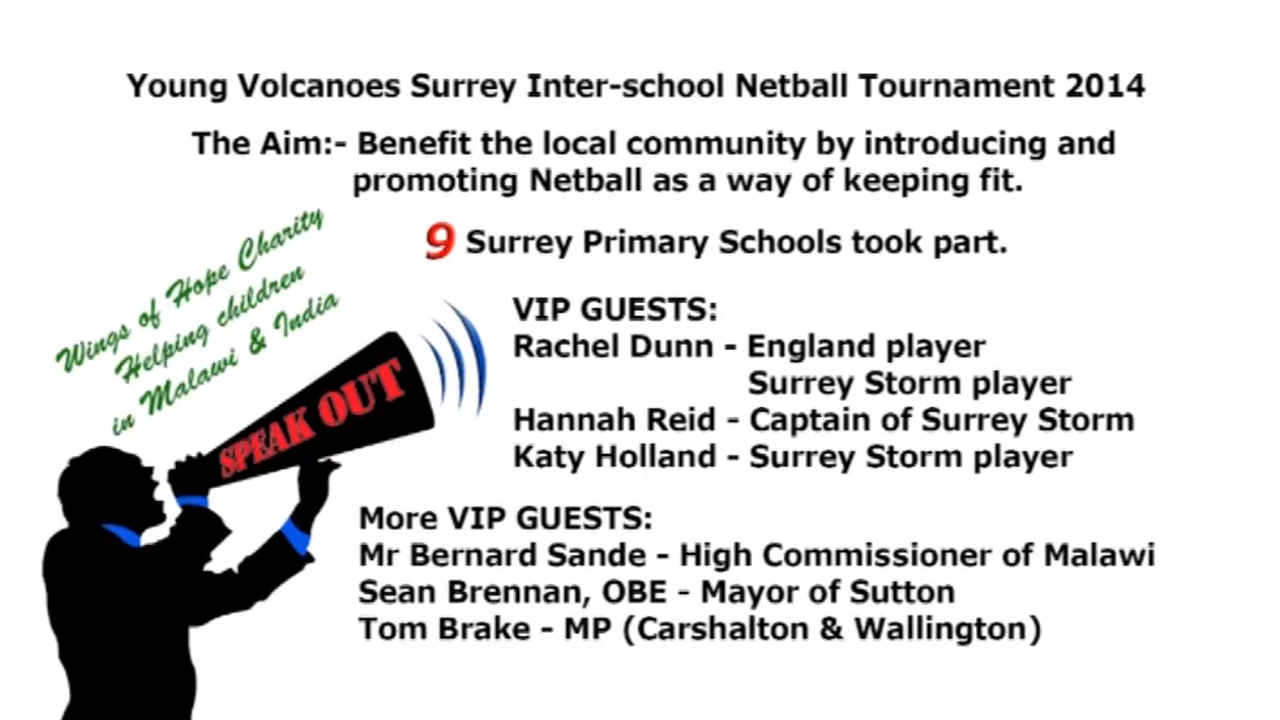 Young Volcanoes Surrey Inter-school Netball Tournament 2014
The Aim:- Benefit the local community by introducing and
promoting Netball as a way of keeping fit.
9 Surrey Primary Schools took part.
Wings of Hope Charity
Helping children
in Malawi & India
SPEAK OUT
VIP GUESTS:
Rachel Dunn - England player
Surrey Storm player
Hannah Reid - Captain of Surrey Storm
Katy Holland - Surrey Storm player
More VIP GUESTS:
Mr Bernard Sande - High Commissioner of Malawi
Sean Brennan, OBE - Mayor of Sutton
Tom Brake - MP (Carshalton & Wallington)